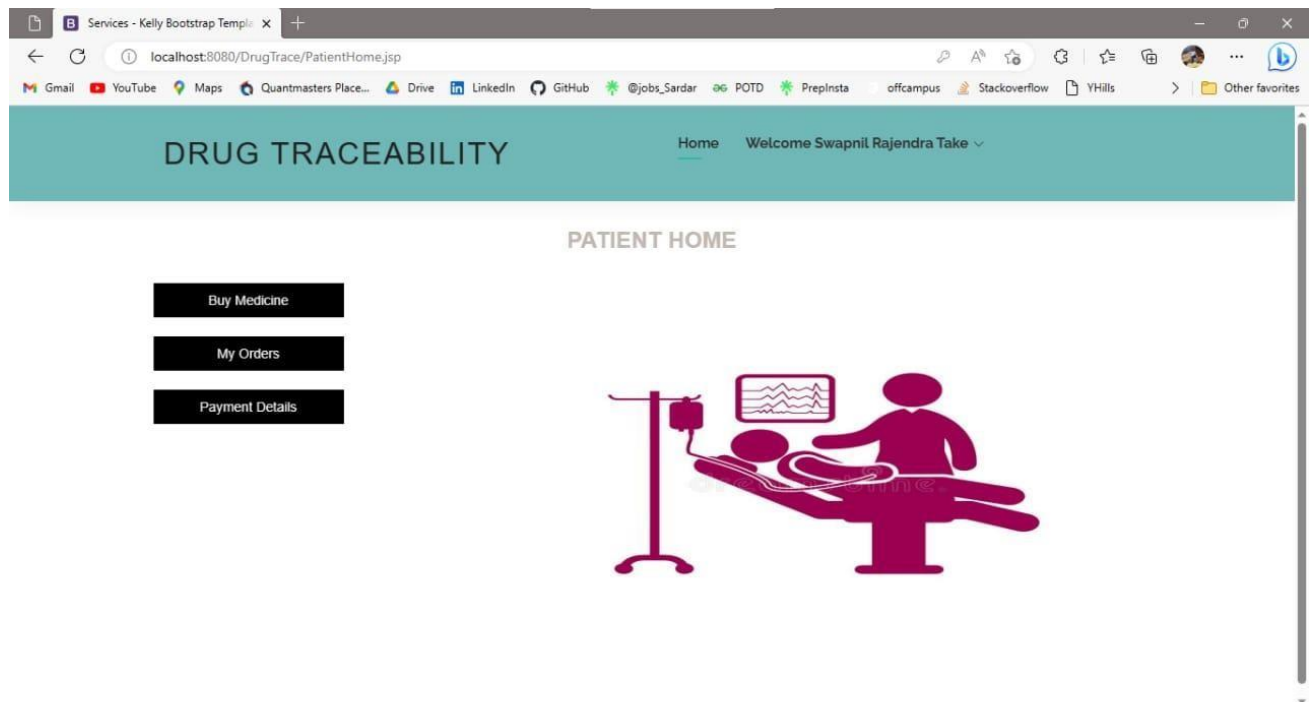 Services - Kelly Bootstrap Templa
localhost:8080/DrugTrace/PatientHome.jsp
Gmail YouTube Maps Quantmasters Place... Drive LinkedIn GitHub @jobs_Sardar POTD PrepInsta offcampus Stackoverflow YHills Other favorites
DRUG TRACEABILITY
Home Welcome Swapnil Rajendra Take
PATIENT HOME
Buy Medicine
My Orders
Payment Details